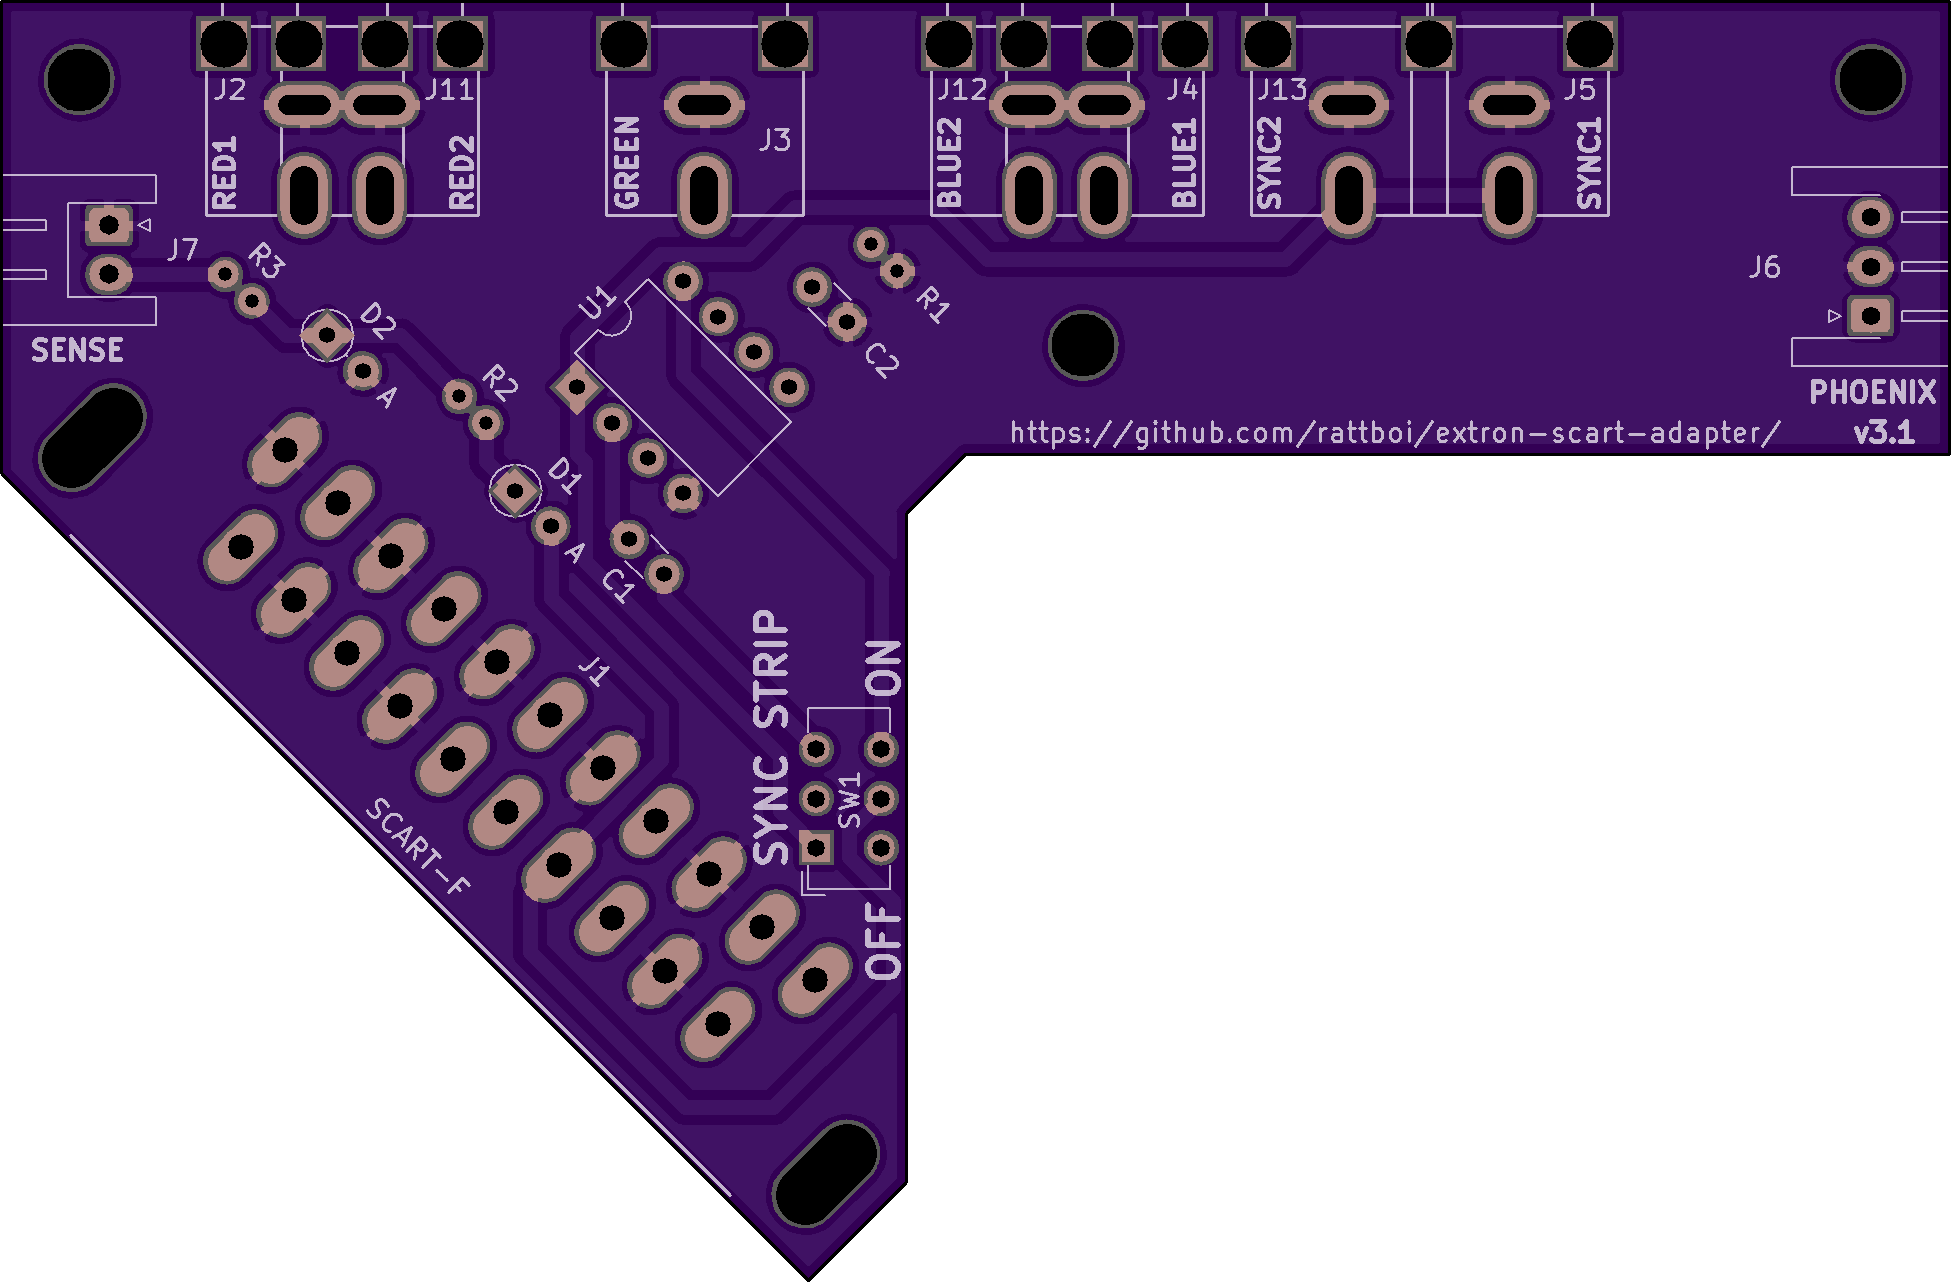 J2
J11
J12
J4
J13
J5
J3
RED1
RED2
GREEN
BLUE2
BLUE1
SYNC2
SYNC1
J7
R3
J6
U1
R1
D2
SENSE
C2
A
R2
PHOENIX
https://github.com/rattboi/extron-scart-adapter/
v3.1
D1
A
C1
J1
SYNC STRIP
ON
SW1
SCART-F
OFF